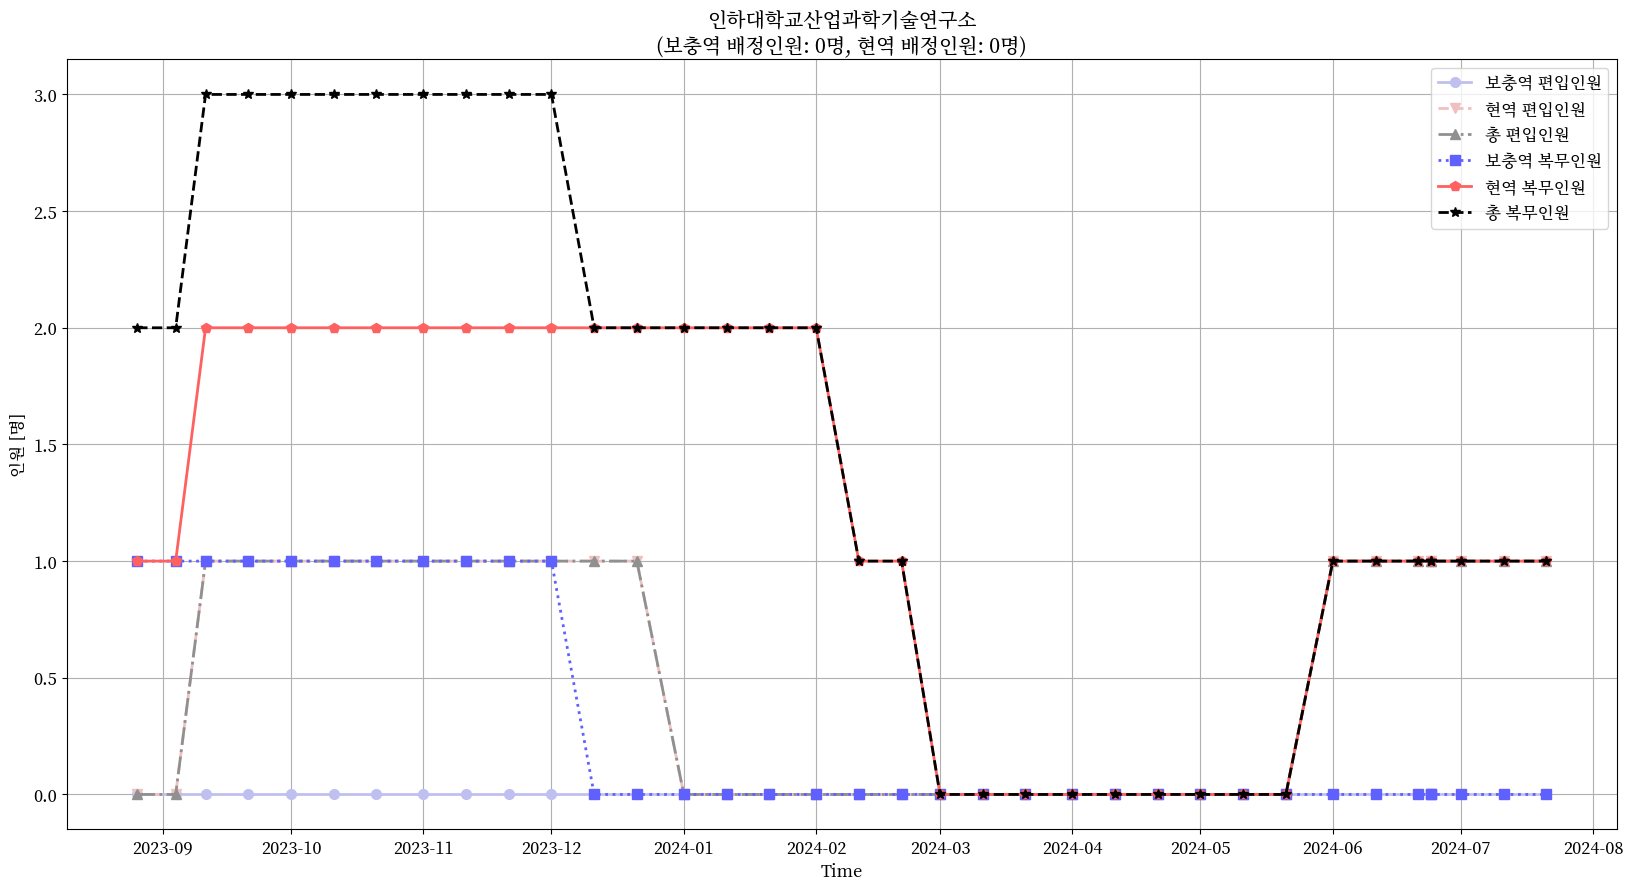 인하대학교산업과학기술연구소
(보충역 배정인원: 0명, 현역 배정인원: 0명)
보충역 편입인원
현역 편입인원
총 편입인원
보충역 복무인원
현역 복무인원
총 복무인원
인원 [명]
3.0
2.5
2.0
1.5
1.0
0.5
0.0
2023-09
2023-10
2023-11
2023-12
2024-01
2024-02
2024-03
2024-04
2024-05
2024-06
2024-07
2024-08
Time